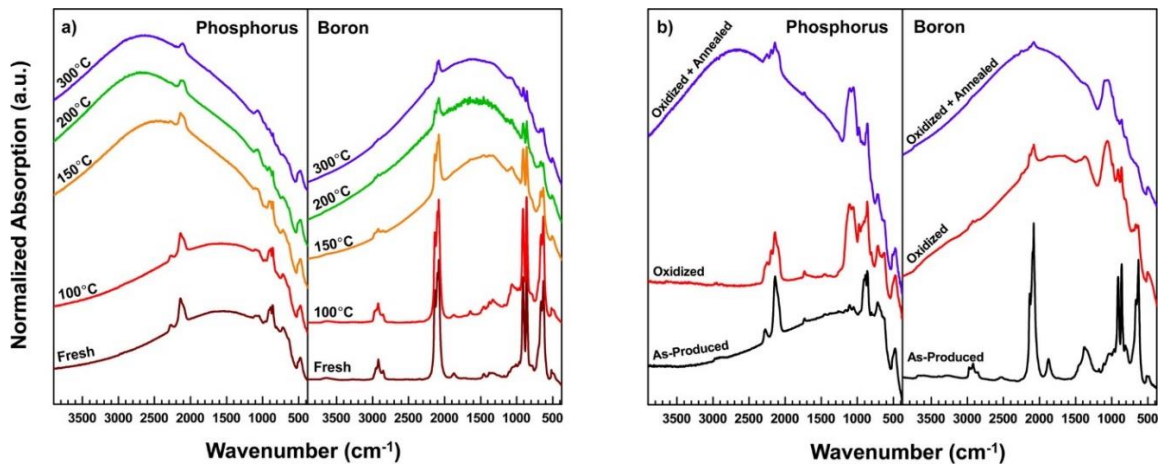 a)
Phosphorus
Boron
300°C
200°C
150°C
100°C
Fresh
300°C
200°C
150°C
100°C
Fresh
3500 3000 2500 2000 1500 1000 500
3500 3000 2500 2000 1500 1000 500
Normalized Absorption (a.u.)
Wavenumber (cm-1)
b)
Phosphorus
Boron
Oxidized + Annealed
Oxidized
As-Produced
Oxidized + Annealed
Oxidized
As-Produced
3500 3000 2500 2000 1500 1000 500
3500 3000 2500 2000 1500 1000 500
Wavenumber (cm-1)